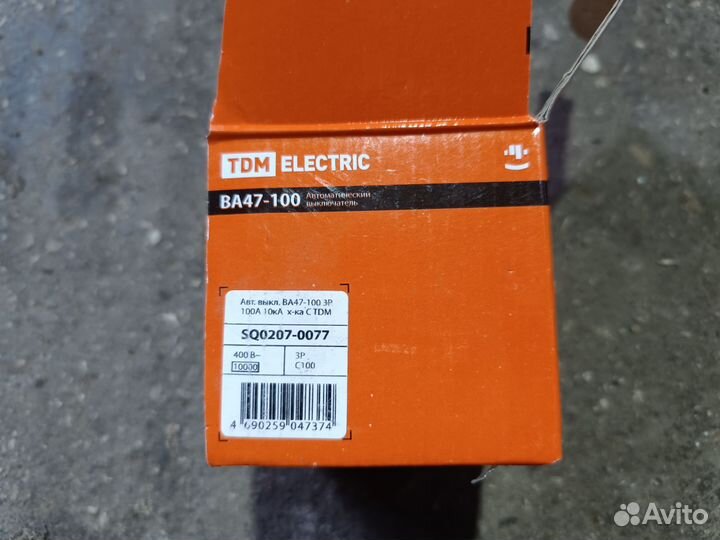 TDM ELECTRIC
ВА47-100 Автоматический
выключатель
Авт. выкл. ВА47-100 3Р
100А 10кА х-ка С TDM
SQ0207-0077
400 В~ 3Р
10000 С100
4 690259 047374
Avito